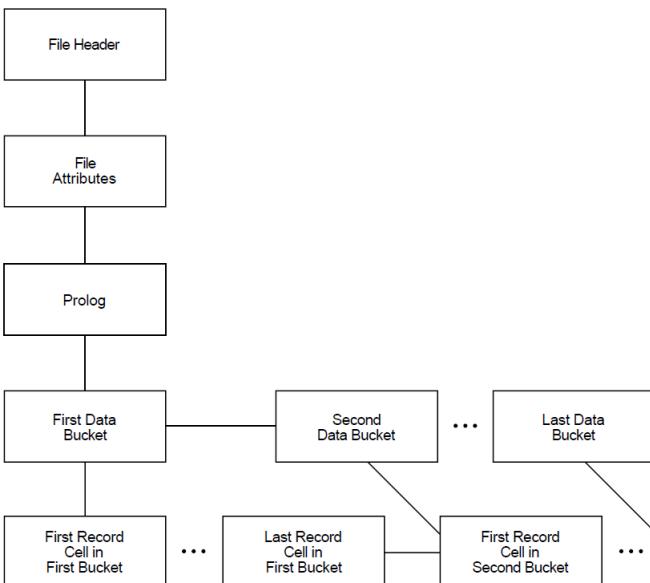 File Header
File
Attributes
Prolog
First Data
Bucket
Second
Data Bucket
•••
Last Data
Bucket
First Record
Cell in
First Bucket
•••
Last Record
Cell in
First Bucket
First Record
Cell in
Second Bucket
•••